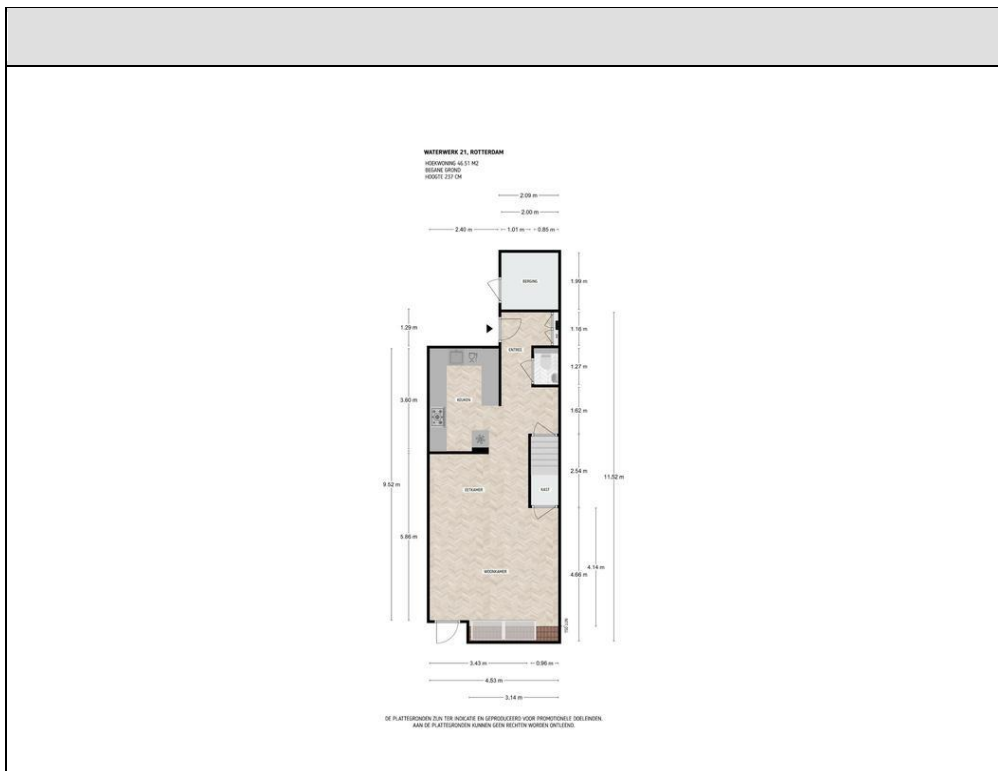 WATERWERK 21, ROTTERDAM
HOEKWONING 46.51 M2
BEGANE GROND
HOOGTE 237 CM
2.09 m
2.00 m
2.40 m
1.01 m
0.85 m
BERGING
1.99 m
1.29 m
ENTREE
1.16 m
1.27 m
3.60 m
KEUKEN
1.62 m
9.52 m
EETKAMER
2.54 m
KAST
11.52 m
5.86 m
WOONKAMER
4.66 m
4.14 m
3.43 m
0.96 m
4.53 m
3.14 m
DE PLATTEGRONDEN ZIJN TER INDICATIE EN GEPRODUCEERD VOOR PROMOTIONELE DOELEINDEN.
AAN DE PLATTEGRONDEN KUNNEN GEEN RECHTEN WORDEN ONTLEEND.